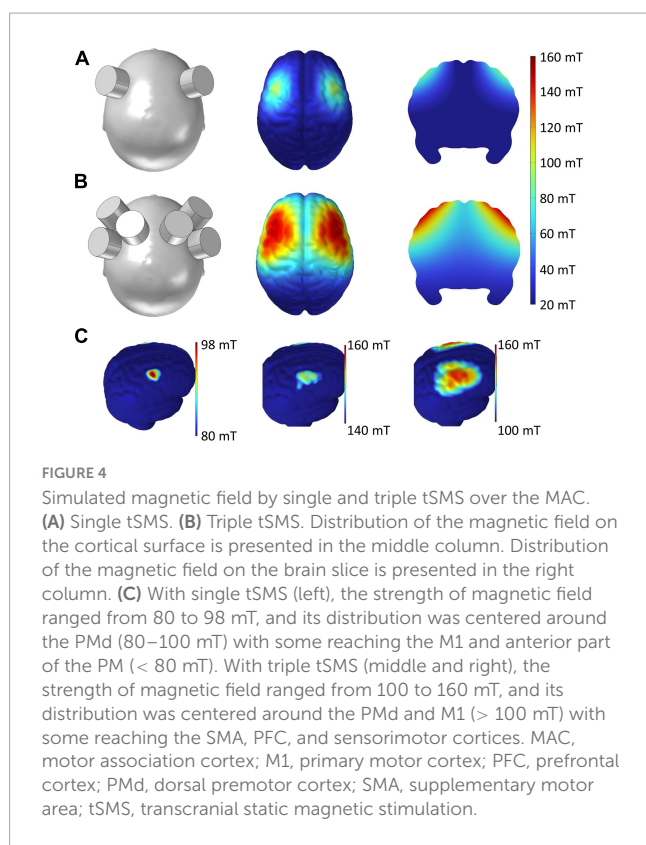 A
160 mT
140 mT
120 mT
100 mT
80 mT
60 mT
40 mT
20 mT
B
C
98 mT
80 mT
160 mT
140 mT
160 mT
100 mT
FIGURE 4
Simulated magnetic field by single and triple tSMS over the MAC.
(A) Single tSMS. (B) Triple tSMS. Distribution of the magnetic field on
the cortical surface is presented in the middle column. Distribution
of the magnetic field on the brain slice is presented in the right
column. (C) With single tSMS (left), the strength of magnetic field
ranged from 80 to 98 mT, and its distribution was centered around
the PMd (80–100 mT) with some reaching the M1 and anterior part
of the PM (< 80 mT). With triple tSMS (middle and right), the
strength of magnetic field ranged from 100 to 160 mT, and its
distribution was centered around the PMd and M1 (> 100 mT) with
some reaching the SMA, PFC, and sensorimotor cortices. MAC,
motor association cortex; M1, primary motor cortex; PFC, prefrontal
cortex; PMd, dorsal premotor cortex; SMA, supplementary motor
area; tSMS, transcranial static magnetic stimulation.